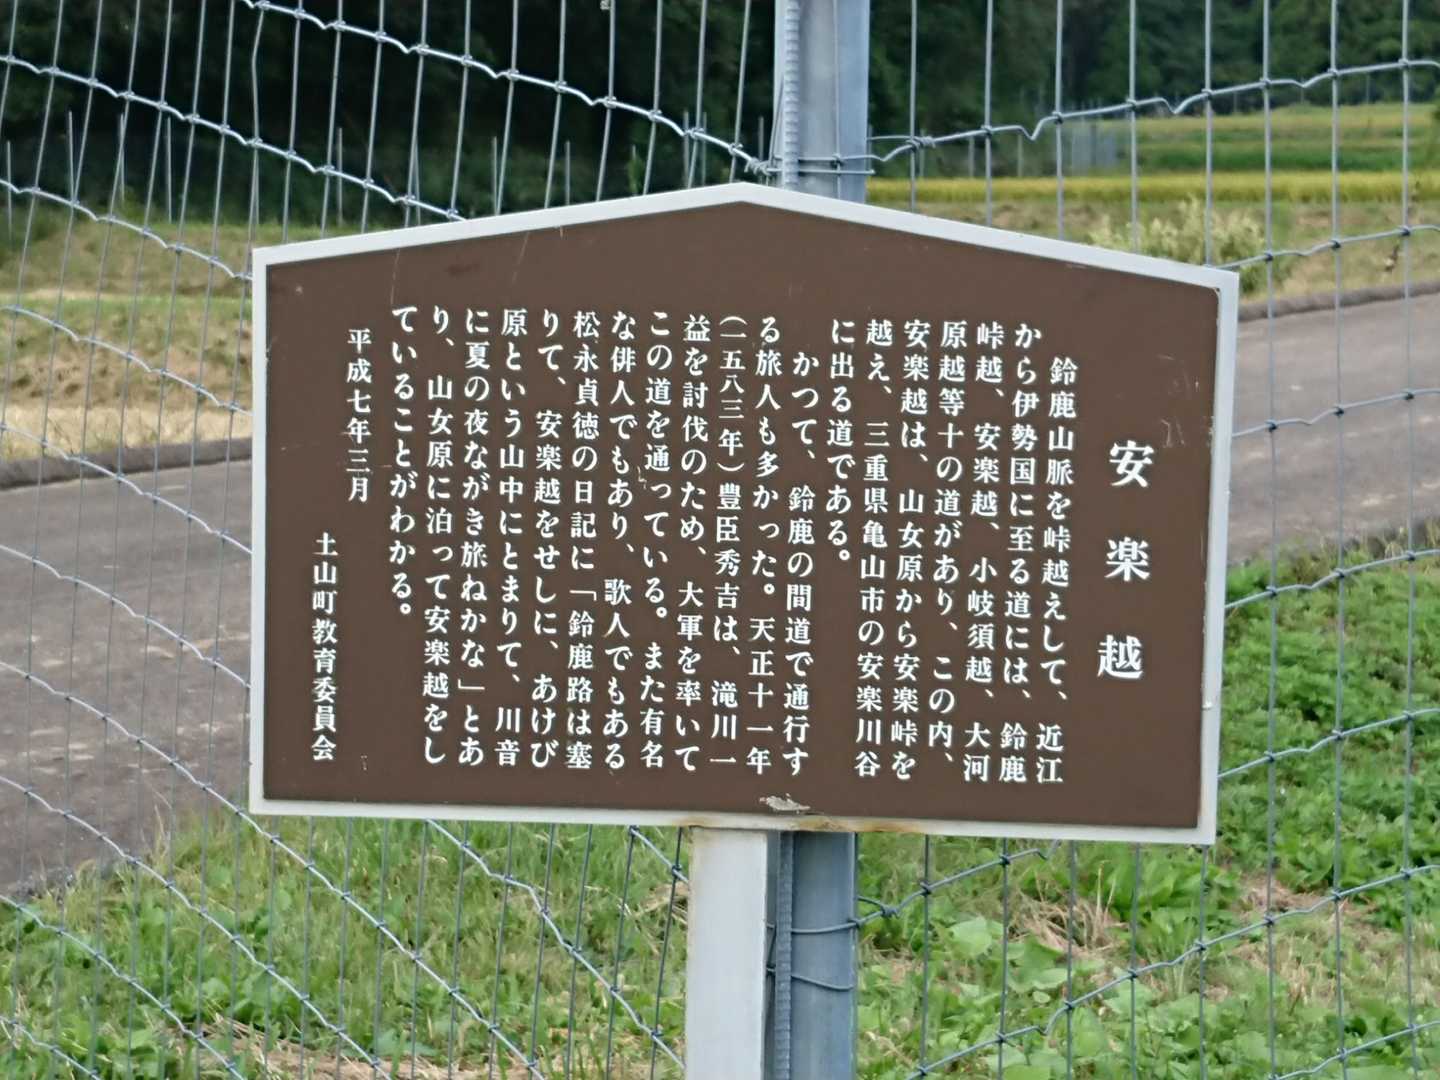 安楽越
鈴鹿山脈を峠越えして、近江
から伊勢国に至る道には、鈴鹿
峠越、安楽越、小岐須越、大河
原越等十の道があり、この内、
安楽越は、山女原から安楽峠を
越え、三重県亀山市の安楽川谷
に出る道である。
かつて、鈴鹿の間道で通行す
る旅人も多かった。天正十一年
(一五八三年)豊臣秀吉は、滝川一
益を討伐のため、大軍を率いて
この道を通っている。また有名
な俳人でもあり、歌人でもある
松永貞徳の日記に「鈴鹿路は塞
りて、安楽越をせしに、あけび
原という山中にとまりて、川音
に夏の夜ながき旅ねかな」とあ
り、山女原に泊って安楽越をし
ていることがわかる。
平成七年三月
土山町教育委員会